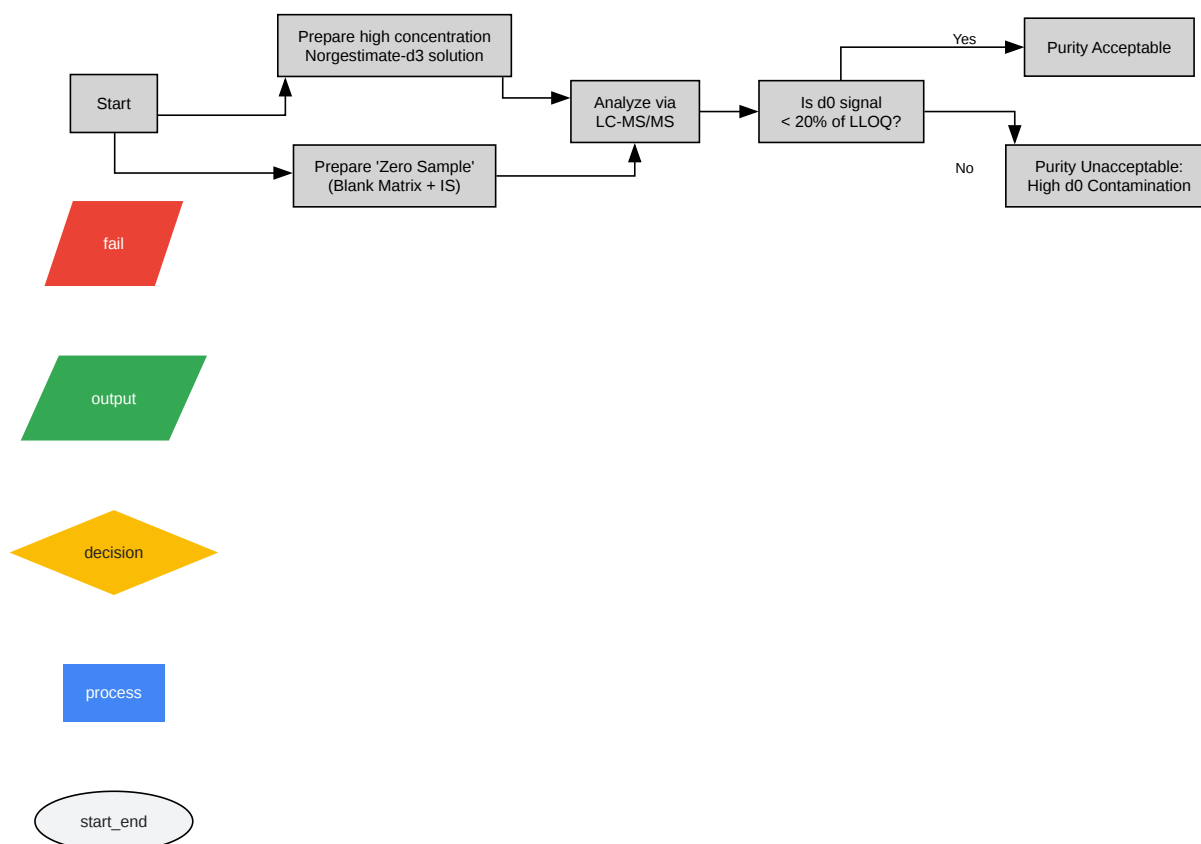 Start
Prepare high concentration
Norgestimate-d3 solution
Prepare 'Zero Sample'
(Blank Matrix + IS)
Analyze via
LC-MS/MS
Is d0 signal
< 20% of LLOQ?
Yes
Purity Acceptable
No
Purity Unacceptable:
High d0 Contamination
fail
output
decision
process
start_end